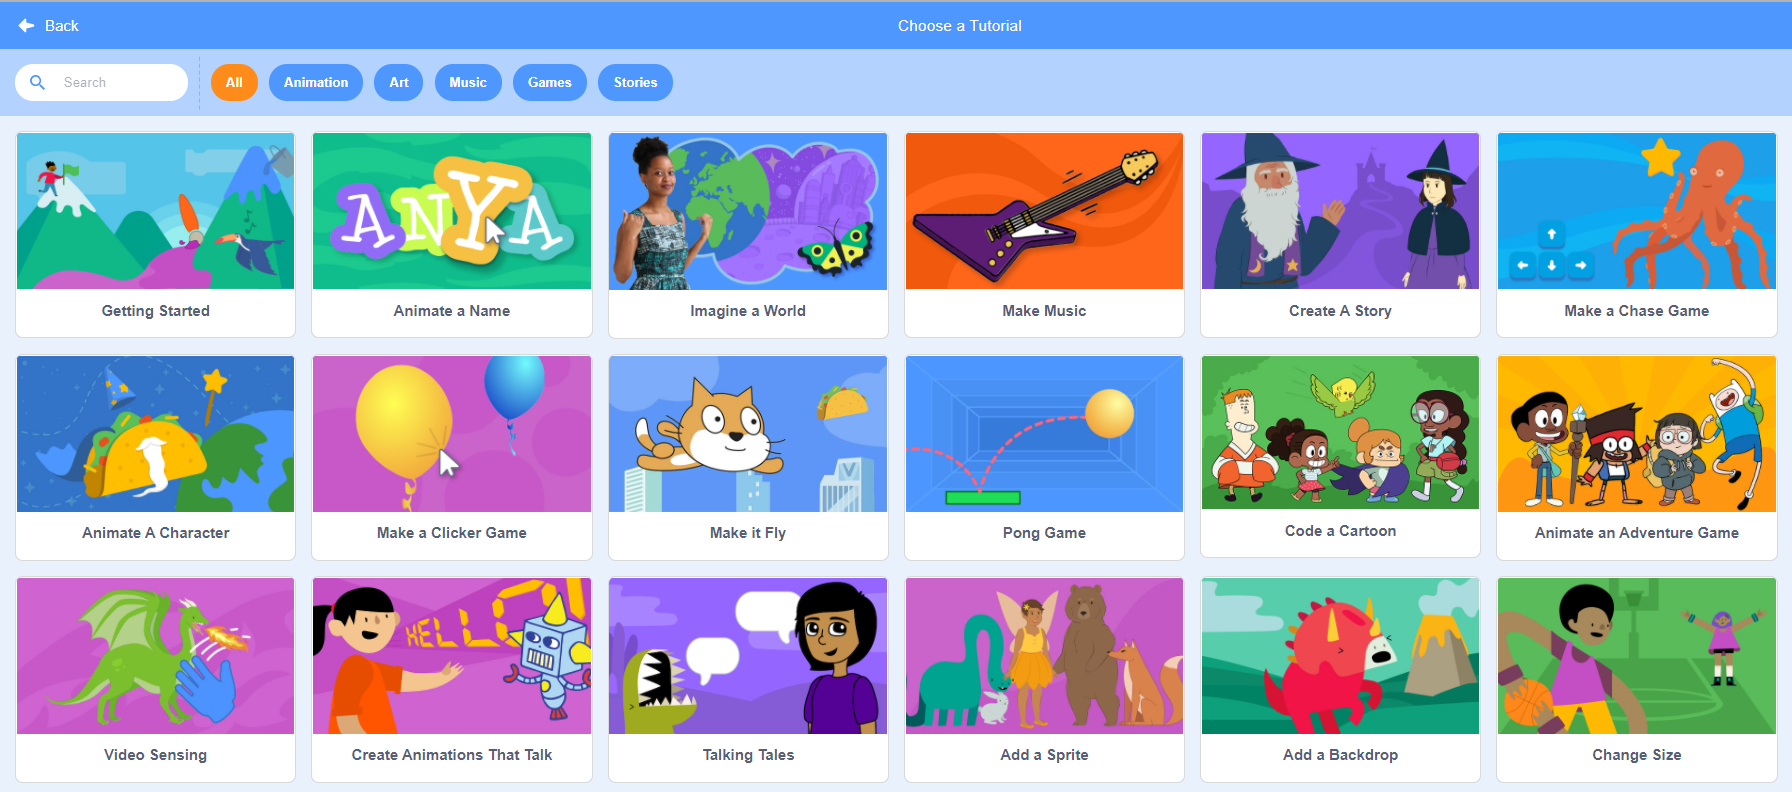 Back
Choose a Tutorial
Search
All
Animation
Art
Music
Games
Stories
ANYA
Getting Started
Animate a Name
Imagine a World
Make Music
Create A Story
Make a Chase Game
Animate A Character
Make a Clicker Game
Make it Fly
Pong Game
Code a Cartoon
Animate an Adventure Game
HELLO
Video Sensing
Create Animations That Talk
Talking Tales
Add a Sprite
Add a Backdrop
Change Size